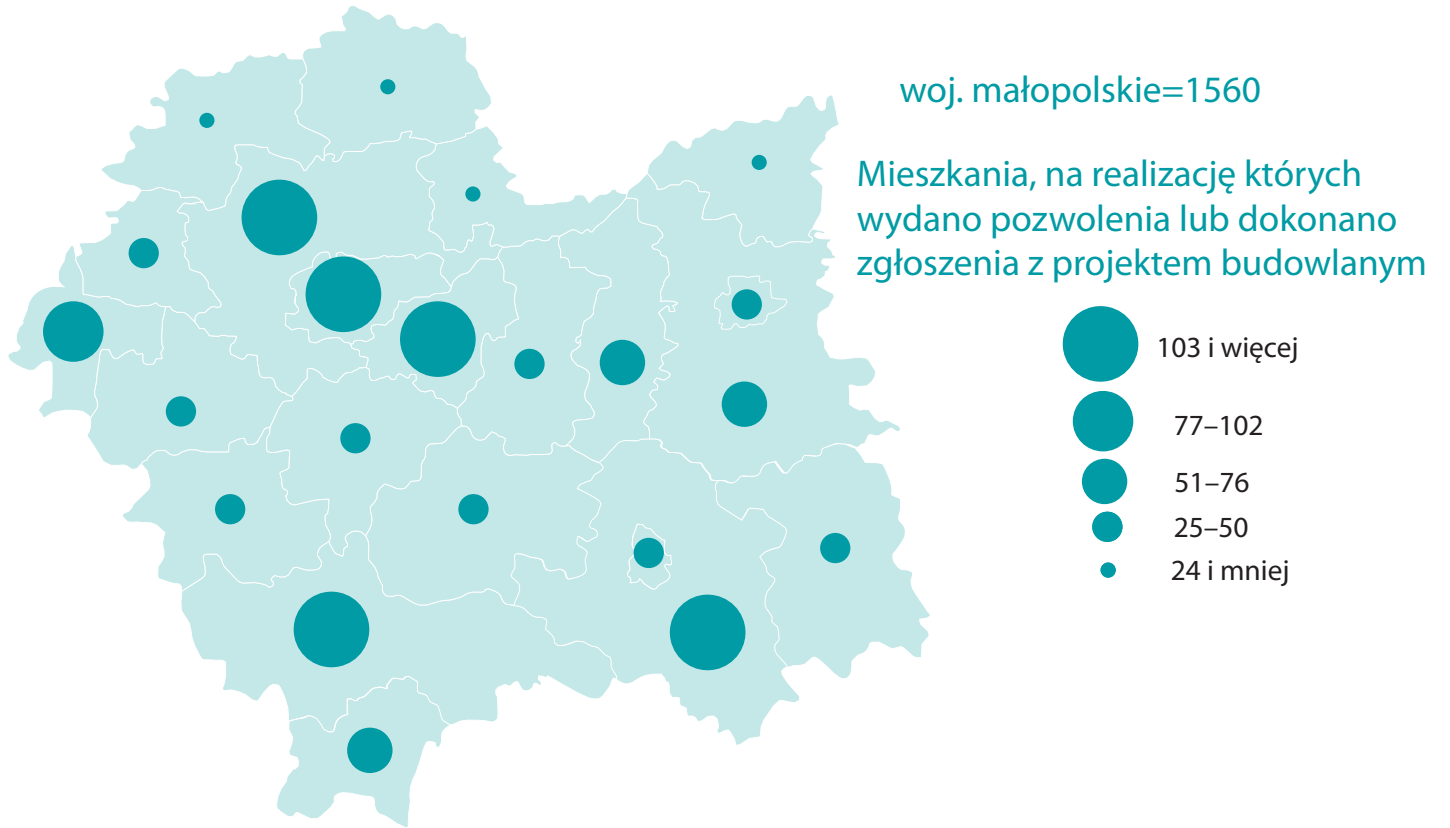 woj. małopolskie=1560
Mieszkania, na realizację których
wydano pozwolenia lub dokonano
zgłoszenia z projektem budowlanym
103 i więcej
77–102
51–76
25–50
24 i mniej